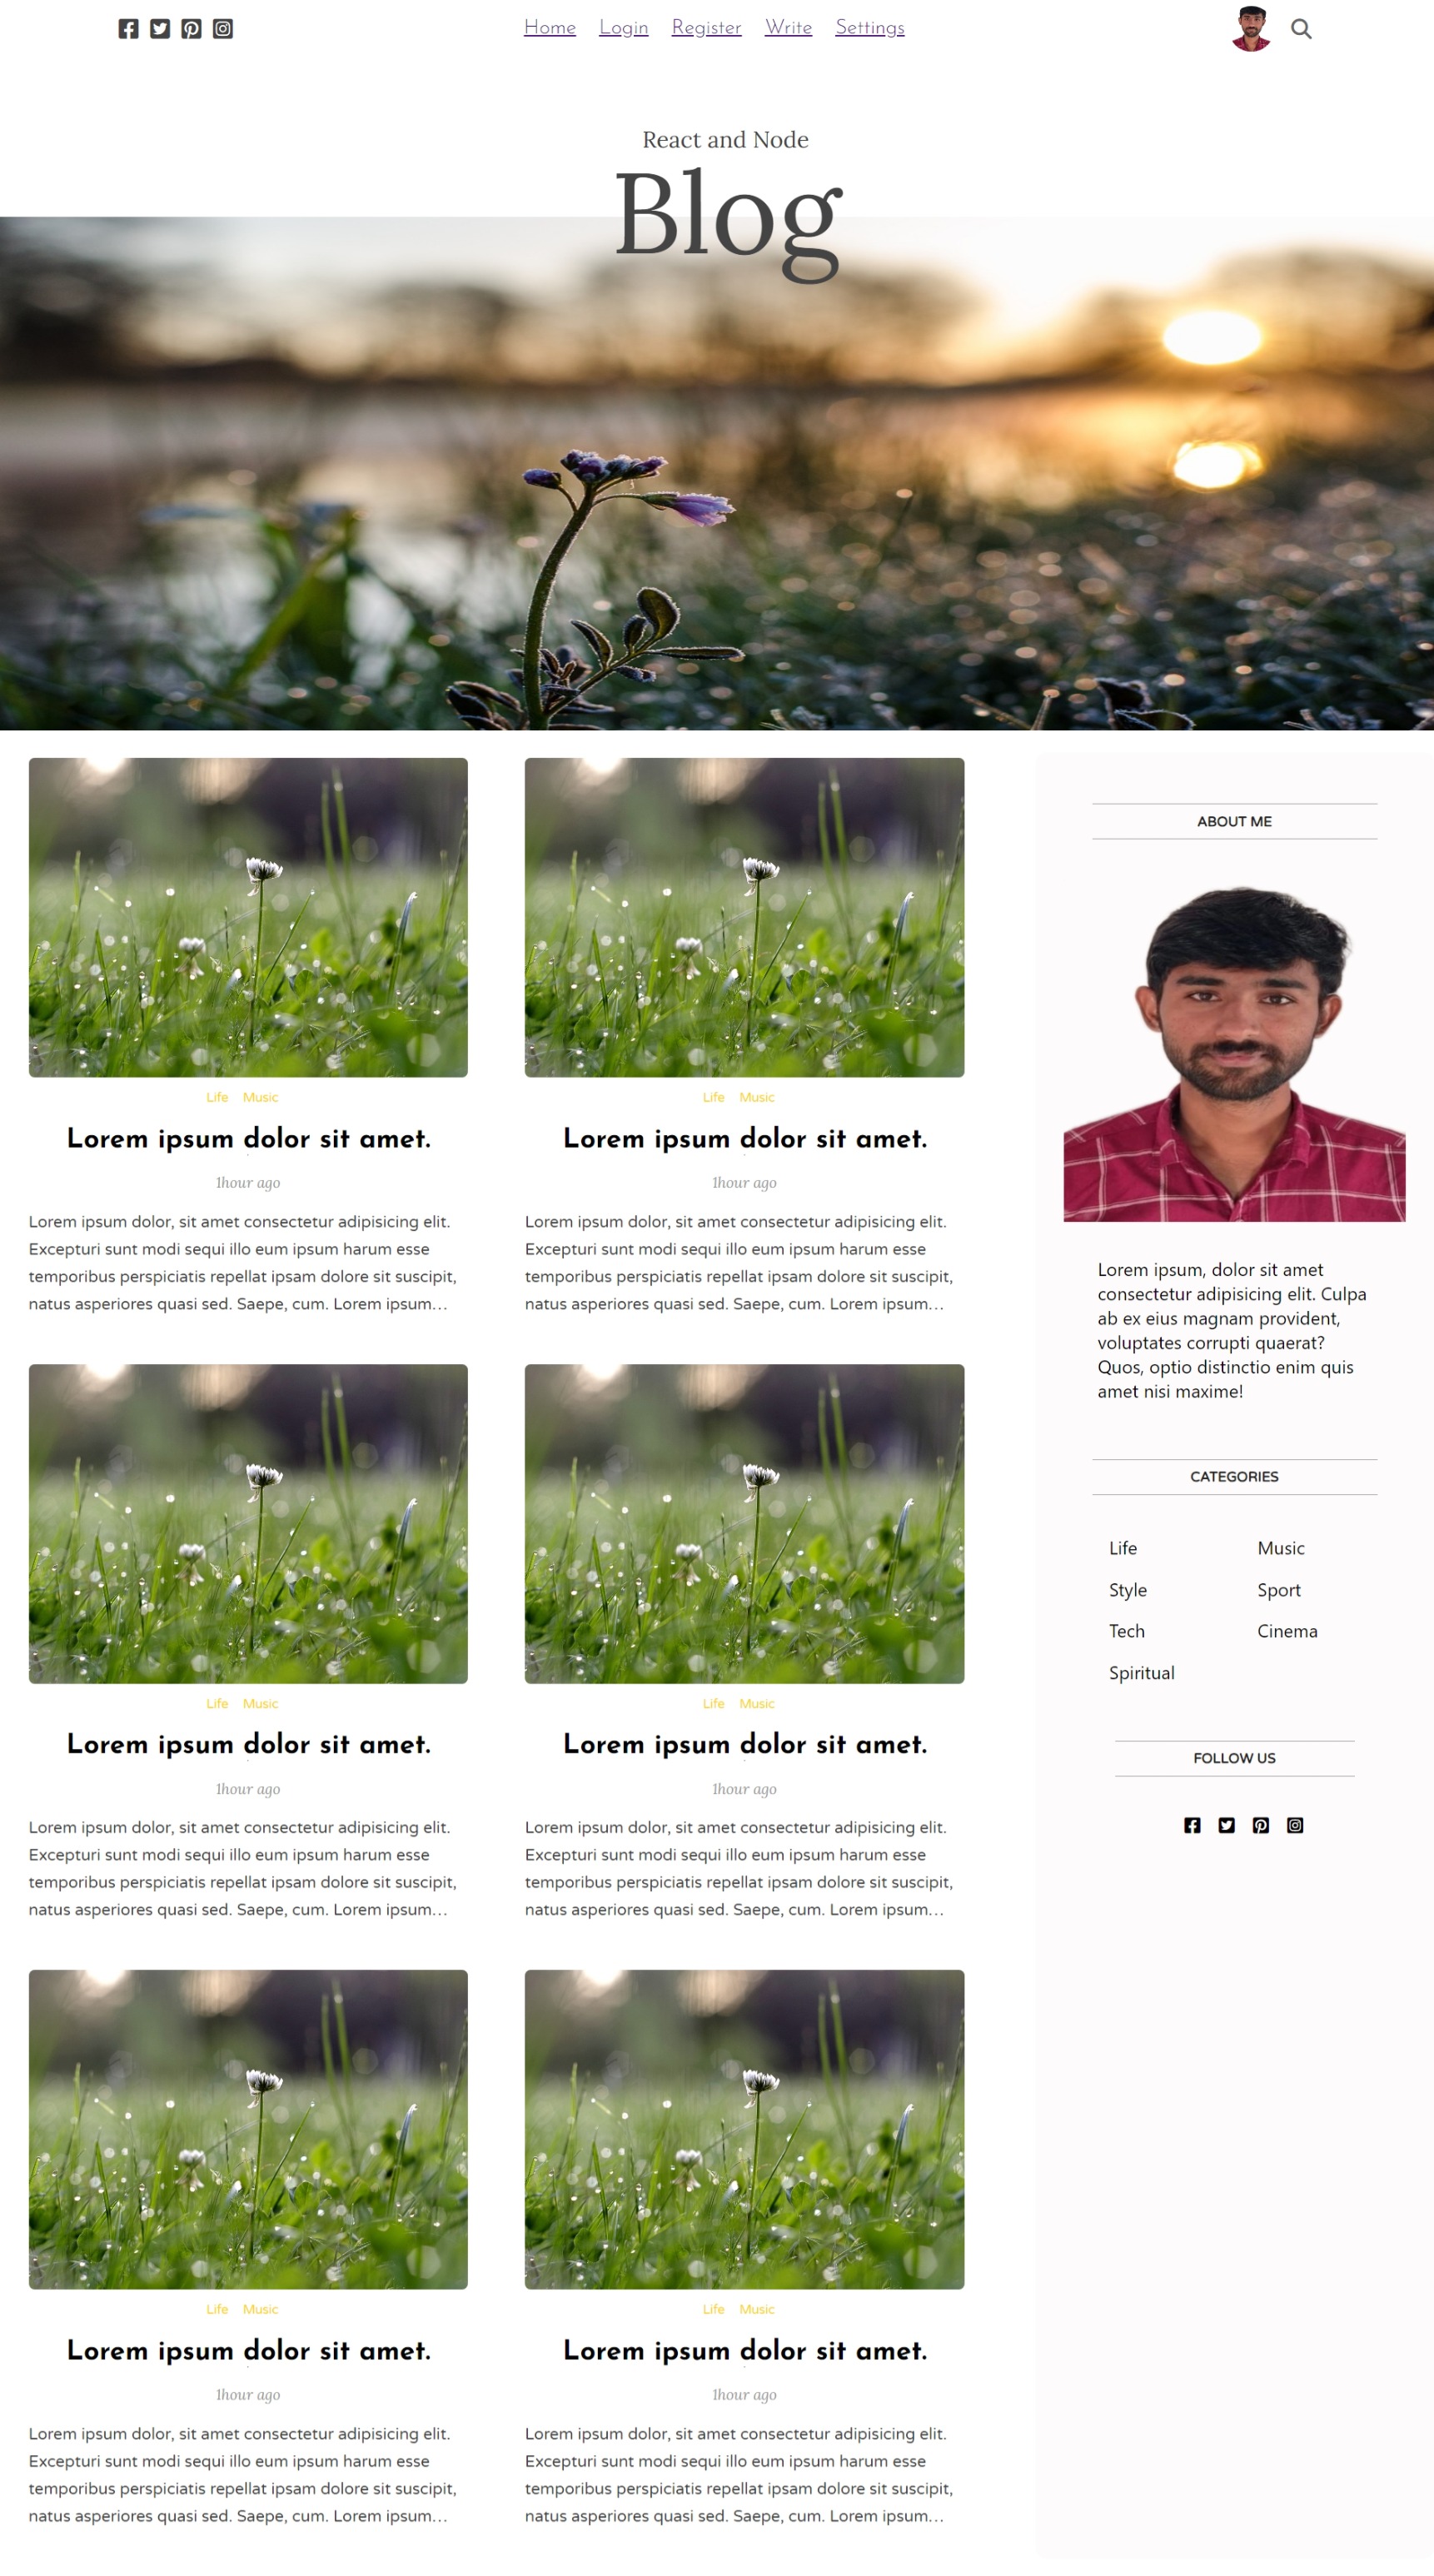 Home Login Register Write Settings
React and Node
Blog
Life Music
Lorem ipsum dolor sit amet.
1hour ago
Lorem ipsum dolor, sit amet consectetur adipisicing elit.
Excepturi sunt modi sequi illo eum ipsum harum esse
temporibus perspiciatis repellat ipsam dolore sit suscipit,
natus asperiores quasi sed. Saepe, cum. Lorem ipsum...
Life Music
Lorem ipsum dolor sit amet.
1hour ago
Lorem ipsum dolor, sit amet consectetur adipisicing elit.
Excepturi sunt modi sequi illo eum ipsum harum esse
temporibus perspiciatis repellat ipsam dolore sit suscipit,
natus asperiores quasi sed. Saepe, cum. Lorem ipsum...
Life Music
Lorem ipsum dolor sit amet.
1hour ago
Lorem ipsum dolor, sit amet consectetur adipisicing elit.
Excepturi sunt modi sequi illo eum ipsum harum esse
temporibus perspiciatis repellat ipsam dolore sit suscipit,
natus asperiores quasi sed. Saepe, cum. Lorem ipsum...
Life Music
Lorem ipsum dolor sit amet.
1hour ago
Lorem ipsum dolor, sit amet consectetur adipisicing elit.
Excepturi sunt modi sequi illo eum ipsum harum esse
temporibus perspiciatis repellat ipsam dolore sit suscipit,
natus asperiores quasi sed. Saepe, cum. Lorem ipsum...
Life Music
Lorem ipsum dolor sit amet.
1hour ago
Lorem ipsum dolor, sit amet consectetur adipisicing elit.
Excepturi sunt modi sequi illo eum ipsum harum esse
temporibus perspiciatis repellat ipsam dolore sit suscipit,
natus asperiores quasi sed. Saepe, cum. Lorem ipsum...
Life Music
Lorem ipsum dolor sit amet.
1hour ago
Lorem ipsum dolor, sit amet consectetur adipisicing elit.
Excepturi sunt modi sequi illo eum ipsum harum esse
temporibus perspiciatis repellat ipsam dolore sit suscipit,
natus asperiores quasi sed. Saepe, cum. Lorem ipsum...
ABOUT ME
Lorem ipsum, dolor sit amet
consectetur adipisicing elit. Culpa
ab ex eius magnam provident,
voluptates corrupti quaerat?
Quos, optio distinctio enim quis
amet nisi maxime!
CATEGORIES
Life Music
Style Sport
Tech Cinema
Spiritual
FOLLOW US